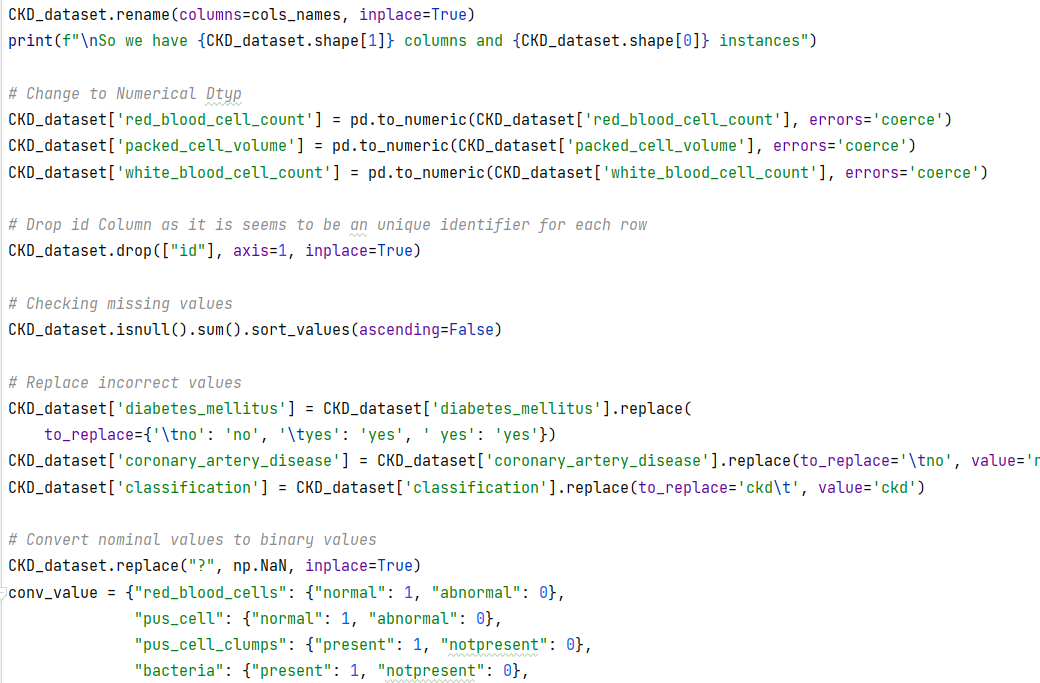 CKD_dataset.rename(columns=cols_names, inplace=True)
print(f"\nSo we have {CKD_dataset.shape[1]} columns and {CKD_dataset.shape[0]} instances")
# Change to Numerical Dtyp
CKD_dataset['red_blood_cell_count'] = pd.to_numeric(CKD_dataset['red_blood_cell_count'], errors='coerce')
CKD_dataset['packed_cell_volume'] = pd.to_numeric(CKD_dataset['packed_cell_volume'], errors='coerce')
CKD_dataset['white_blood_cell_count'] = pd.to_numeric(CKD_dataset['white_blood_cell_count'], errors='coerce')
# Drop id Column as it is seems to be an unique identifier for each row
CKD_dataset.drop(["id"], axis=1, inplace=True)
# Checking missing values
CKD_dataset.isnull().sum().sort_values(ascending=False)
# Replace incorrect values
CKD_dataset['diabetes_mellitus'] = CKD_dataset['diabetes_mellitus'].replace(
    to_replace={'\tno': 'no', '\tyes': 'yes', ' yes': 'yes'})
CKD_dataset['coronary_artery_disease'] = CKD_dataset['coronary_artery_disease'].replace(to_replace='\tno', value='
CKD_dataset['classification'] = CKD_dataset['classification'].replace(to_replace='ckd\t', value='ckd')
# Convert nominal values to binary values
CKD_dataset.replace("?", np.NaN, inplace=True)
conv_value = {"red_blood_cells": {"normal": 1, "abnormal": 0},
              "pus_cell": {"normal": 1, "abnormal": 0},
              "pus_cell_clumps": {"present": 1, "notpresent": 0},
              "bacteria": {"present": 1, "notpresent": 0},